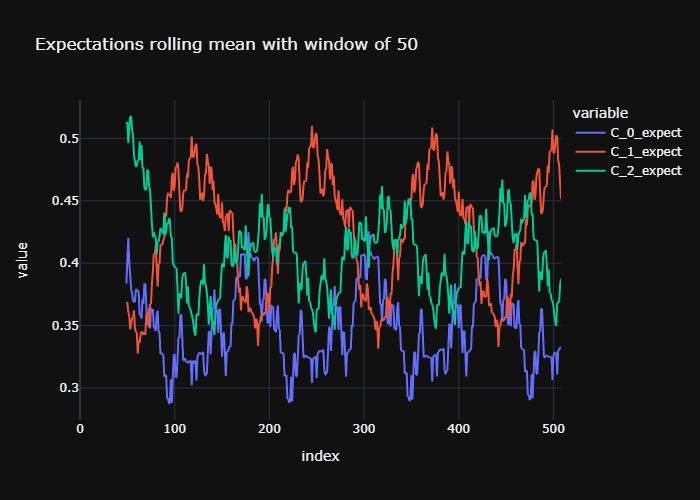 Expectations rolling mean with window of 50
variable
C_0_expect
C_1_expect
C_2_expect
value
0.5
0.45
0.4
0.35
0.3
0
100
200
300
400
500
index